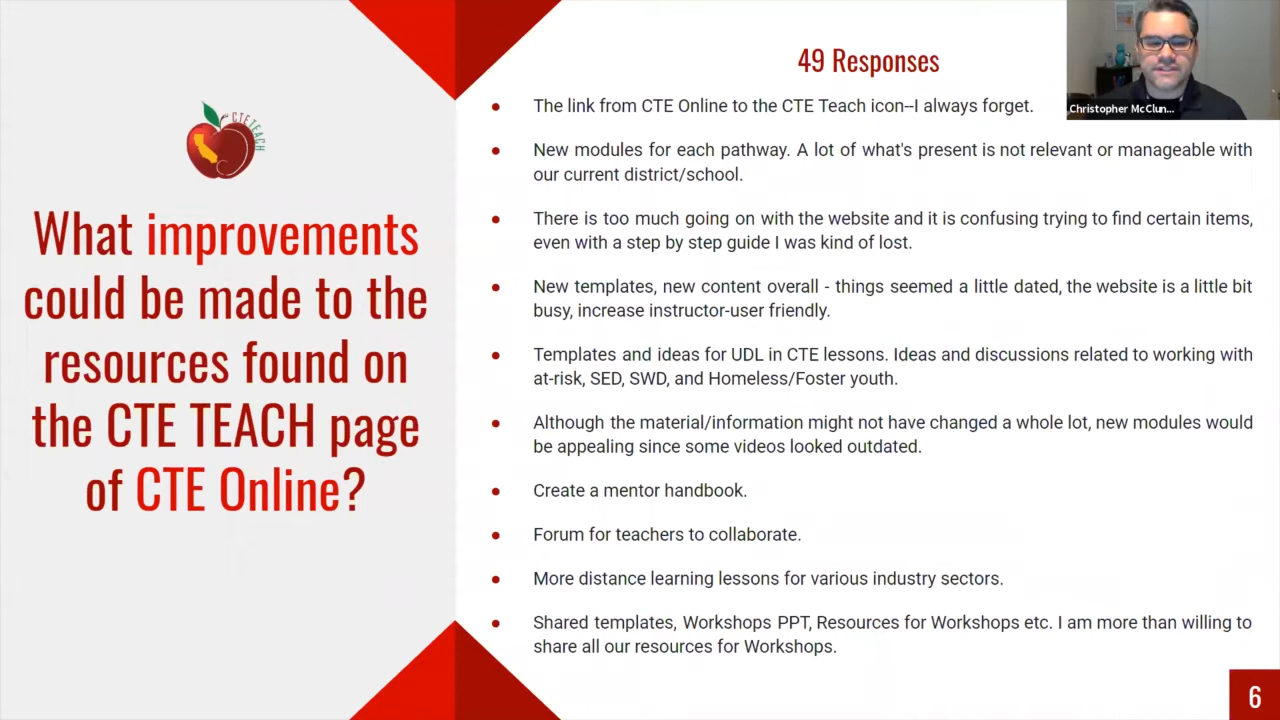 CTE TEACH
What improvements
could be made to the
resources found on
the CTE TEACH page
of CTE Online?
49 Responses
• The link from CTE Online to the CTE Teach icon--I always forget.
• New modules for each pathway. A lot of what's present is not relevant or manageable with
our current district/school.
• There is too much going on with the website and it is confusing trying to find certain items,
even with a step by step guide I was kind of lost.
• New templates, new content overall - things seemed a little dated, the website is a little bit
busy, increase instructor-user friendly.
• Templates and ideas for UDL in CTE lessons. Ideas and discussions related to working with
at-risk, SED, SWD, and Homeless/Foster youth.
• Although the material/information might not have changed a whole lot, new modules would
be appealing since some videos looked outdated.
• Create a mentor handbook.
• Forum for teachers to collaborate.
• More distance learning lessons for various industry sectors.
• Shared templates, Workshops PPT, Resources for Workshops etc. I am more than willing to
share all our resources for Workshops.
Christopher McClun...
6